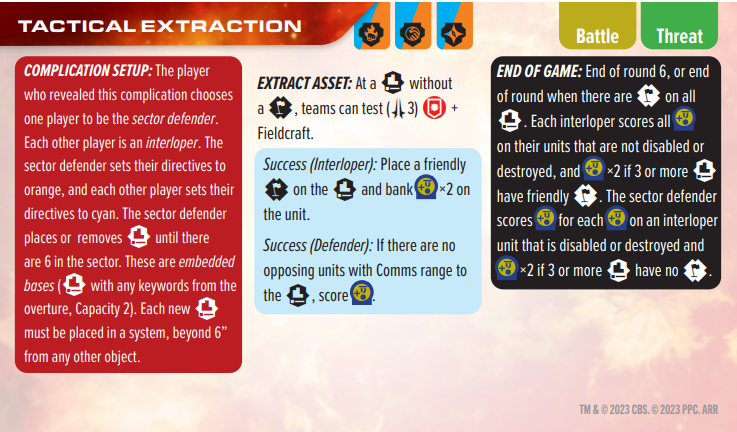 TACTICAL EXTRACTION
Battle
Threat
COMPLICATION SETUP: The player
who revealed this complication chooses
one player to be the sector defender.
Each other player is an interloper. The
sector defender sets their directives to
orange, and each other player sets their
directives to cyan. The sector defender
places or removes until there
are 6 in the sector. These are embedded
bases ( with any keywords from the
overture, Capacity 2). Each new
must be placed in a system, beyond 6”
from any other object.
EXTRACT ASSET: At a without
a , teams can test ( 3) +
Fieldcraft.
Success (Interloper): Place a friendly
on the and bank ×2 on
the unit.
Success (Defender): If there are no
opposing units with Comms range to
the , score .
END OF GAME: End of round 6, or end
of round when there are on all
. Each interloper scores all
on their units that are not disabled or
destroyed, and ×2 if 3 or more
have friendly . The sector defender
scores for each on an interloper
unit that is disabled or destroyed and
×2 if 3 or more have no .
TM & © 2023 CBS. © 2023 PPC. ARR